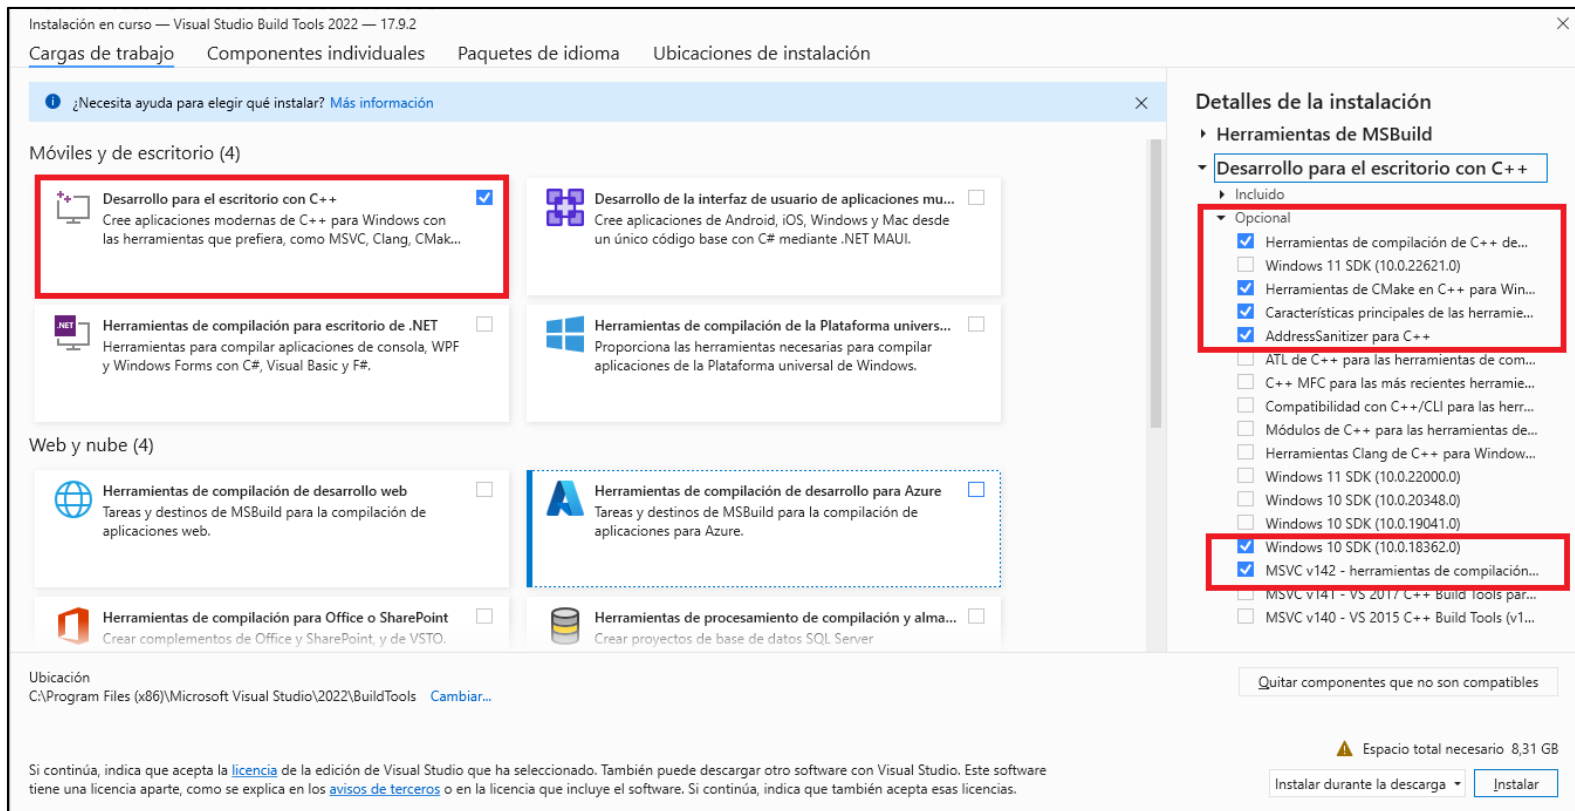 Instalación en curso — Visual Studio Build Tools 2022 — 17.9.2
Cargas de trabajo
Componentes individuales
Paquetes de idioma
Ubicaciones de instalación
¿Necesita ayuda para elegir qué instalar? Más información
Móviles y de escritorio (4)
Desarrollo para el escritorio con C++
Cree aplicaciones modernas de C++ para Windows con
las herramientas que prefiera, como MSVC, Clang, CMak...
Desarrollo de la interfaz de usuario de aplicaciones mu...
Cree aplicaciones de Android, iOS, Windows y Mac desde
un único código base con C# mediante .NET MAUI.
.NET
Herramientas de compilación para escritorio de .NET
Herramientas para compilar aplicaciones de consola, WPF
y Windows Forms con C#, Visual Basic y F#.
Herramientas de compilación de la Plataforma univers...
Proporciona las herramientas necesarias para compilar
aplicaciones de la Plataforma universal de Windows.
Web y nube (4)
Herramientas de compilación de desarrollo web
Tareas y destinos de MSBuild para la compilación de
aplicaciones web.
Herramientas de compilación de desarrollo para Azure
Tareas y destinos de MSBuild para la compilación de
aplicaciones para Azure.
Herramientas de compilación para Office o SharePoint
Crear complementos de Office y SharePoint, y de VSTO.
Herramientas de procesamiento de compilación y alma...
Crear proyectos de base de datos SQL Server
Detalles de la instalación
Herramientas de MSBuild
Desarrollo para el escritorio con C++
Incluido
Opcional
Herramientas de compilación de C++ de...
Windows 11 SDK (10.0.22621.0)
Herramientas de CMake en C++ para Win...
Características principales de las herramie...
AddressSanitizer para C++
ATL de C++ para las herramientas de com...
C++ MFC para las más recientes herramie...
Compatibilidad con C++/CLI para las herr...
Módulos de C++ para las herramientas de...
Herramientas Clang de C++ para Window...
Windows 11 SDK (10.0.22000.0)
Windows 10 SDK (10.0.20348.0)
Windows 10 SDK (10.0.19041.0)
Windows 10 SDK (10.0.18362.0)
MSVC v142 - herramientas de compilación...
MSVC v141 - VS 2017 C++ Build Tools par...
MSVC v140 - VS 2015 C++ Build Tools (v1...
Ubicación
C:\Program Files (x86)\Microsoft Visual Studio\2022\BuildTools Cambiar...
Quitar componentes que no son compatibles
Espacio total necesario 8,31 GB
Si continúa, indica que acepta la licencia de la edición de Visual Studio que ha seleccionado. También puede descargar otro software con Visual Studio. Este software
tiene una licencia aparte, como se explica en los avisos de terceros o en la licencia que incluye el software. Si continúa, indica que también acepta esas licencias.
Instalar durante la descarga
Instalar